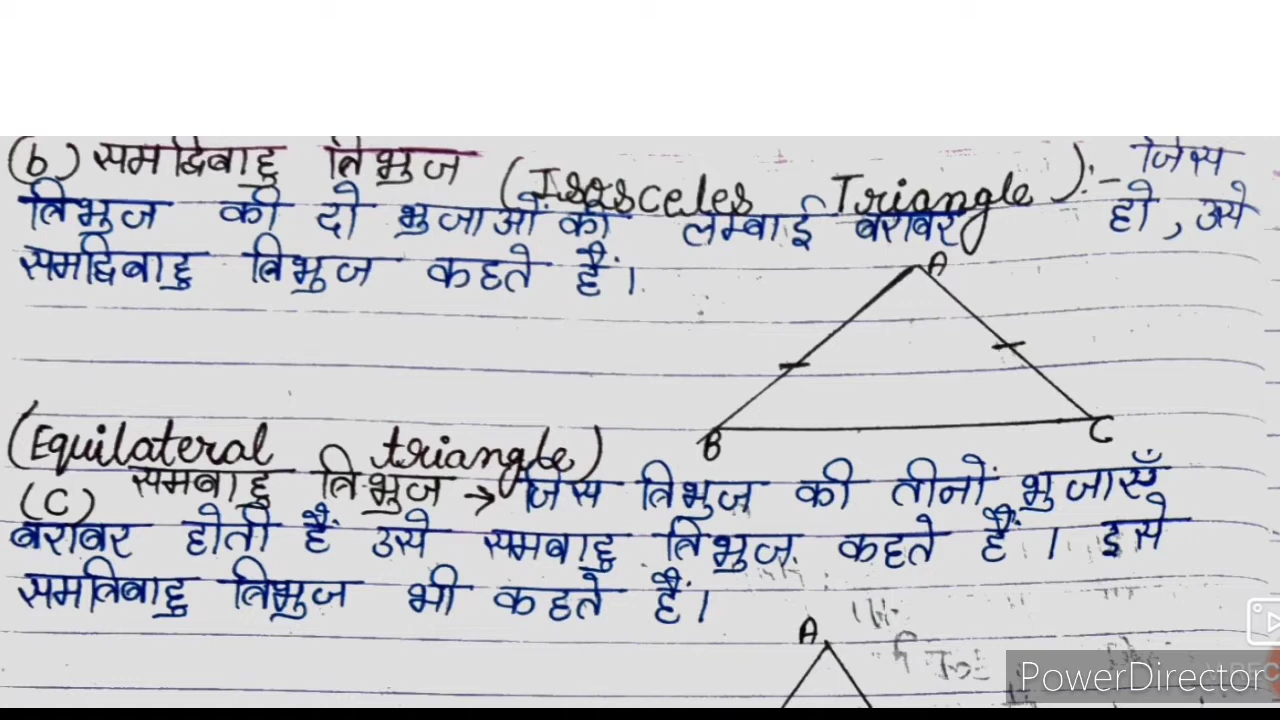 (b) समद्विबाहु त्रिभुज (Isosceles Triangle):- जिस
त्रिभुज की दो भुजाओं की लम्बाई बराबर हो, उसे
समद्विबाहु त्रिभुज कहते हैं।
A
B
C
(Equilateral triangle)
(C) समबाहु त्रिभुज → जिस त्रिभुज की तीनों भुजाएँ
बराबर होती हैं उसे समबाहु त्रिभुज कहते हैं। इसे
समत्रिबाहु त्रिभुज भी कहते हैं।
A
PowerDirector